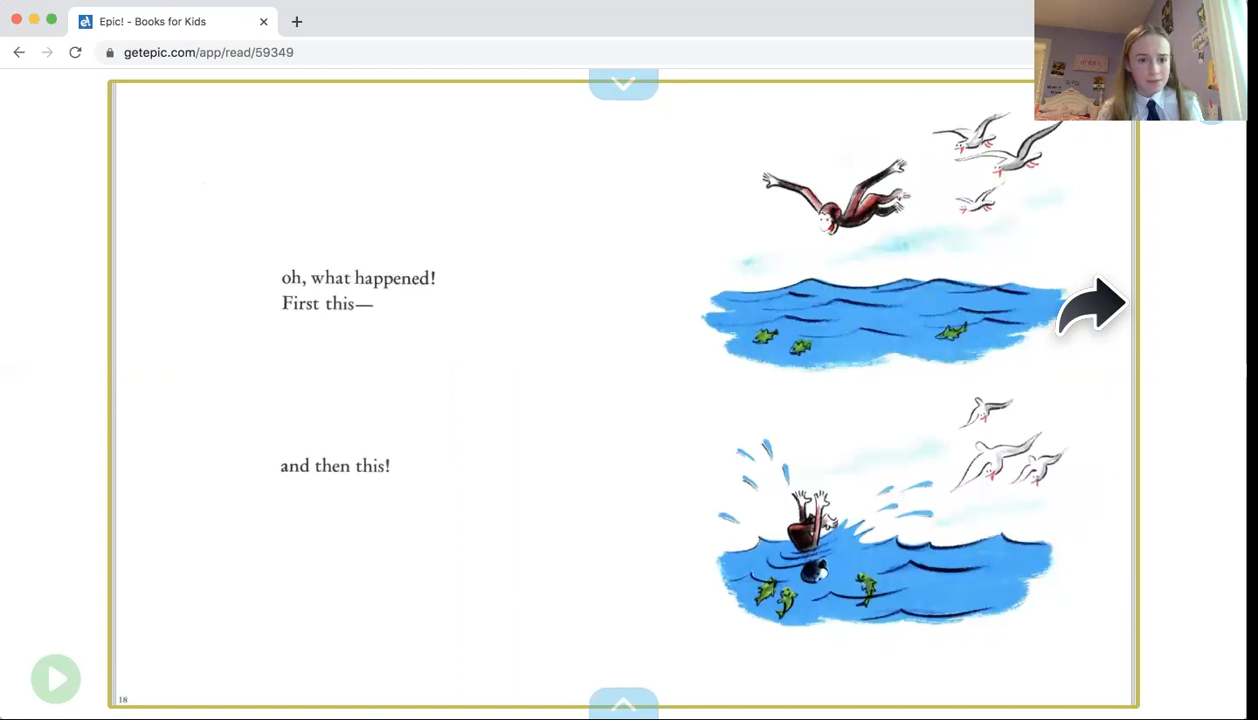 Epic! - Books for Kids
getepic.com/app/read/59349
oh, what happened!
First this—
and then this!
18